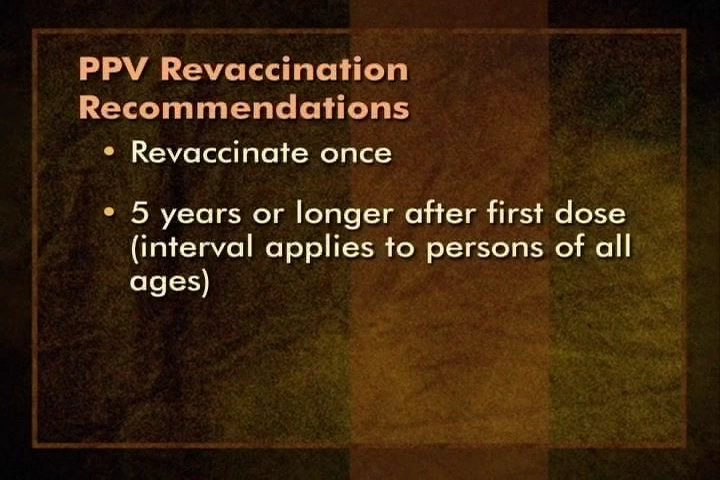 PPV Revaccination
Recommendations
• Revaccinate once
• 5 years or longer after first dose
(interval applies to persons of all
ages)